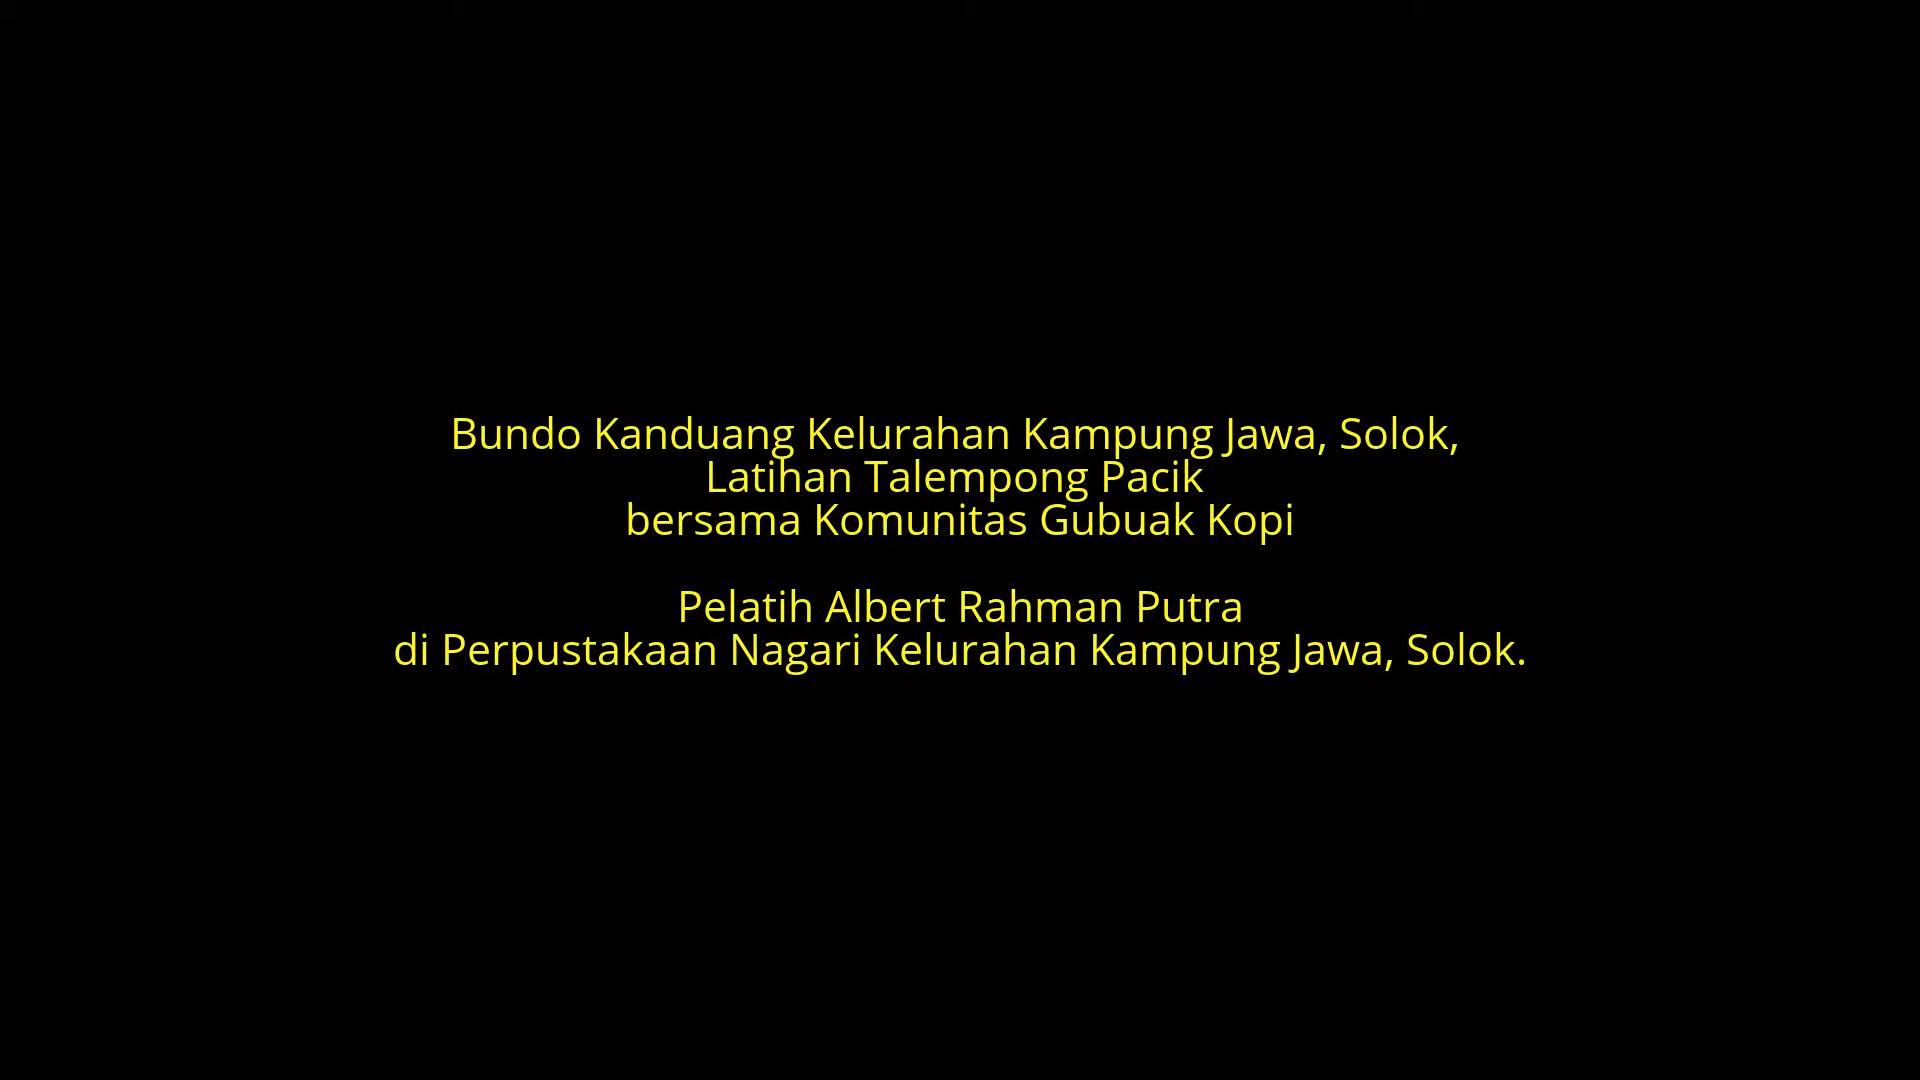 Bundo Kanduang Kelurahan Kampung Jawa, Solok,
Latihan Talempong Pacik
bersama Komunitas Gubuak Kopi
Pelatih Albert Rahman Putra
di Perpustakaan Nagari Kelurahan Kampung Jawa, Solok.